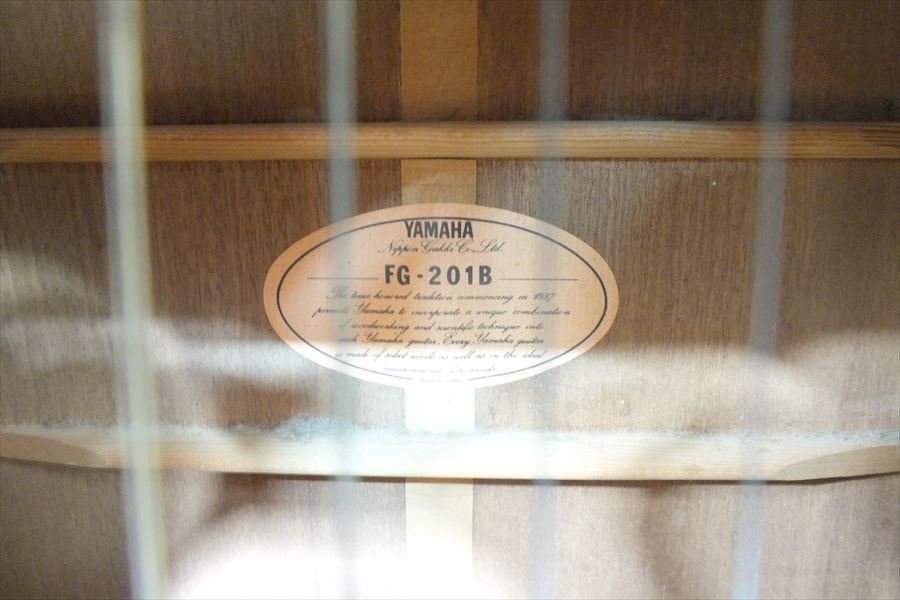 YAMAHA
Nippon Gakki Co., Ltd.
FG-201B
The time honored tradition commencing in 1887
permits Yamaha to incorporate a unique combination
of woodworking and scientific technique into
each Yamaha guitar. Every Yamaha guitar
is made of select woods as well as in the ideal
environment for woods.